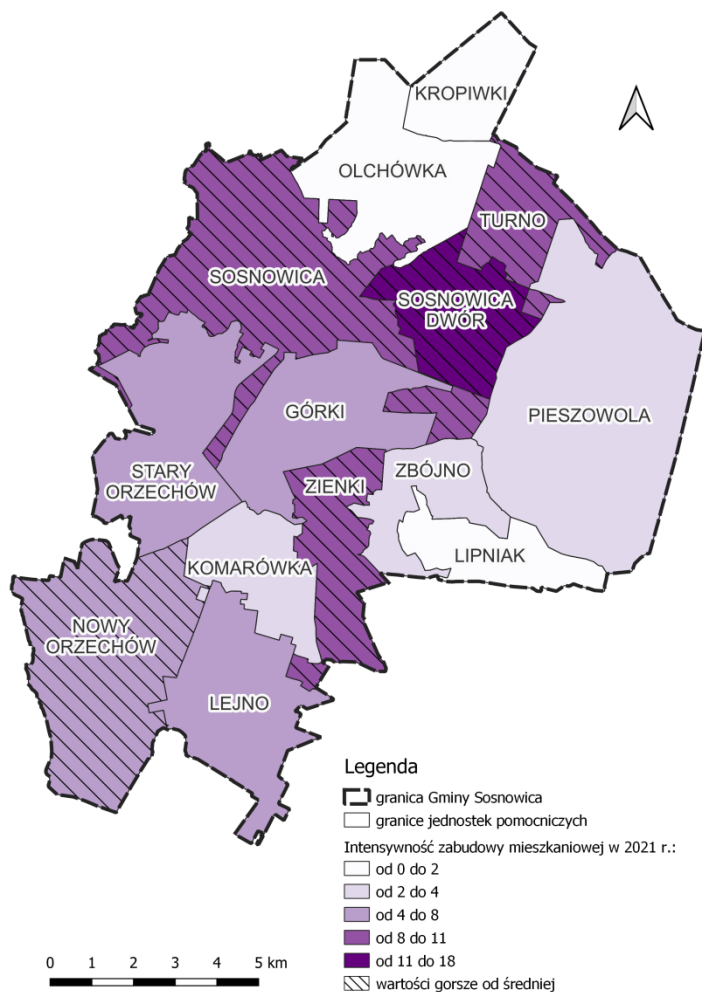 KROPIWKI
OLCHÓWKA
TURNO
SOSNOWICA
SOSNOWICA
DWÓR
GÓRKI
PIESZOWOLA
STARY
ORZECHÓW
ZIENKI
ZBÓJNO
KOMARÓWKA
LIPNIAK
NOWY
ORZECHÓW
LEJNO
Legenda
granica Gminy Sosnowica
granice jednostek pomocniczych
Intensywność zabudowy mieszkaniowej w 2021 r.:
od 0 do 2
od 2 do 4
od 4 do 8
od 8 do 11
od 11 do 18
wartości gorsze od średniej
0 1 2 3 4 5 km